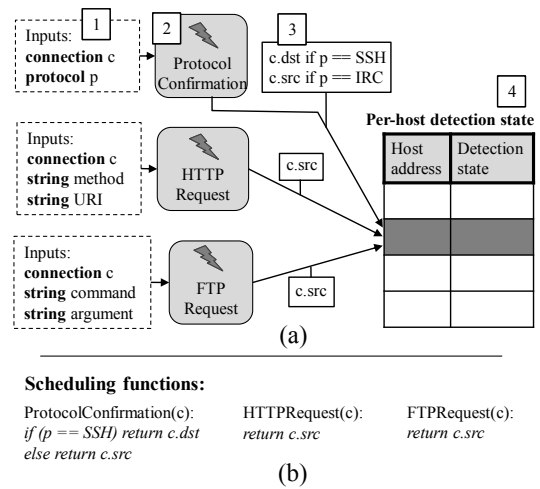 1
Inputs:
connection c
protocol p
2
Protocol
Confirmation
3
c.dst if p == SSH
c.src if p == IRC
4
Per-host detection state
Host
address
Detection
state
Inputs:
connection c
string method
string URI
HTTP
Request
c.src
Inputs:
connection c
string command
string argument
FTP
Request
c.src
(a)
Scheduling functions:
ProtocolConfirmation(c):
if (p == SSH) return c.dst
else return c.src
HTTPRequest(c):
return c.src
FTPRequest(c):
return c.src
(b)